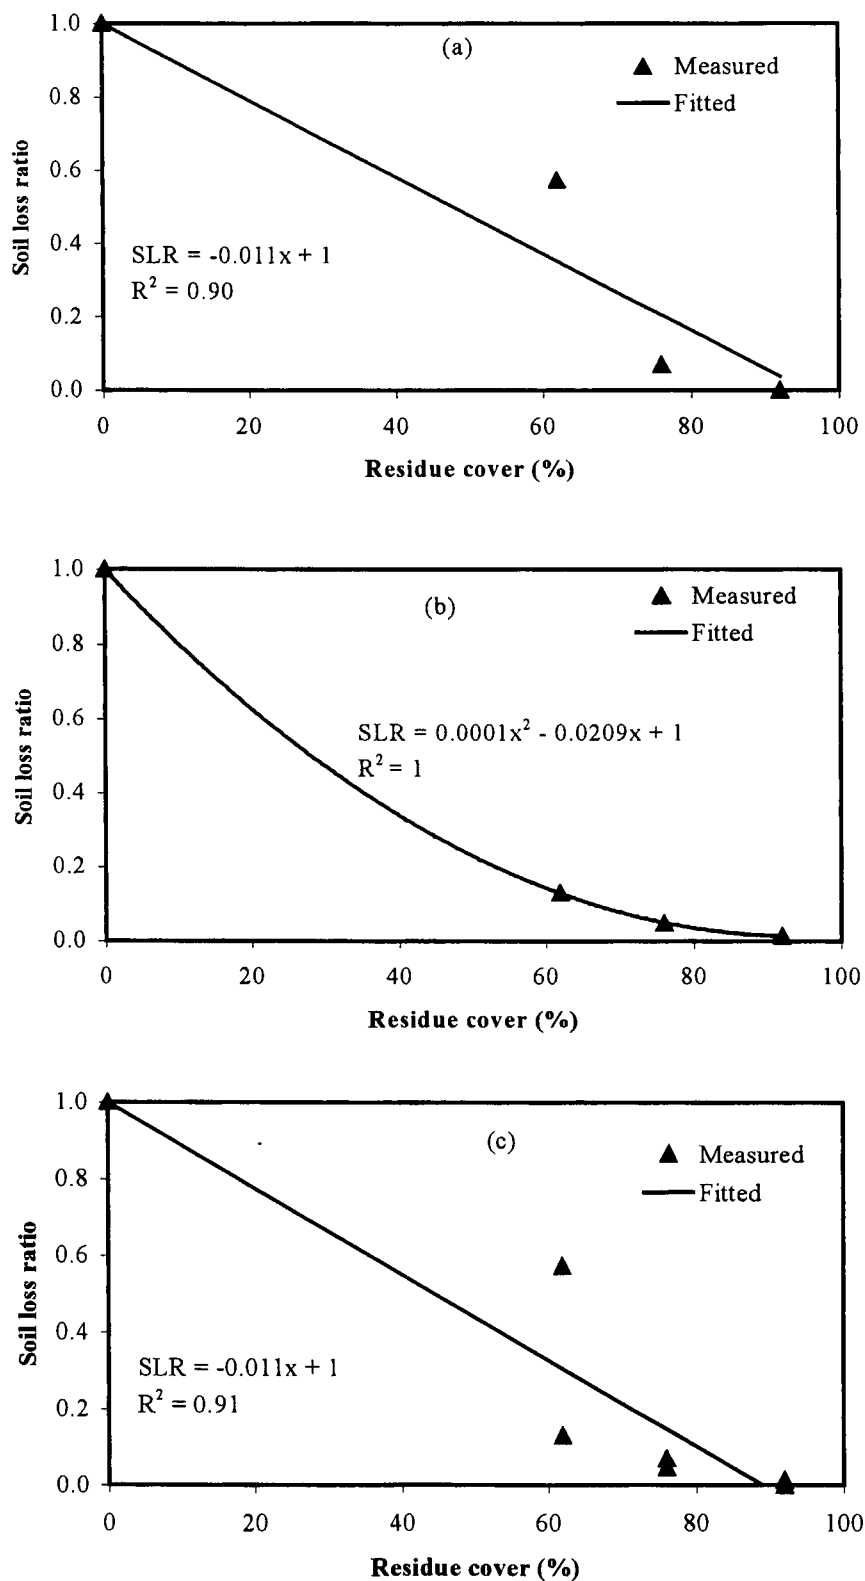 (a)
Measured
Fitted
1.0
0.8
0.6
0.4
0.2
0.0
Soil loss ratio
SLR = -0.011x + 1
R² = 0.90
0 20 40 60 80 100
Residue cover (%)
(b)
Measured
Fitted
1.0
0.8
0.6
0.4
0.2
0.0
Soil loss ratio
SLR = 0.0001x² - 0.0209x + 1
R² = 1
0 20 40 60 80 100
Residue cover (%)
(c)
Measured
Fitted
1.0
0.8
0.6
0.4
0.2
0.0
Soil loss ratio
SLR = -0.011x + 1
R² = 0.91
0 20 40 60 80 100
Residue cover (%)